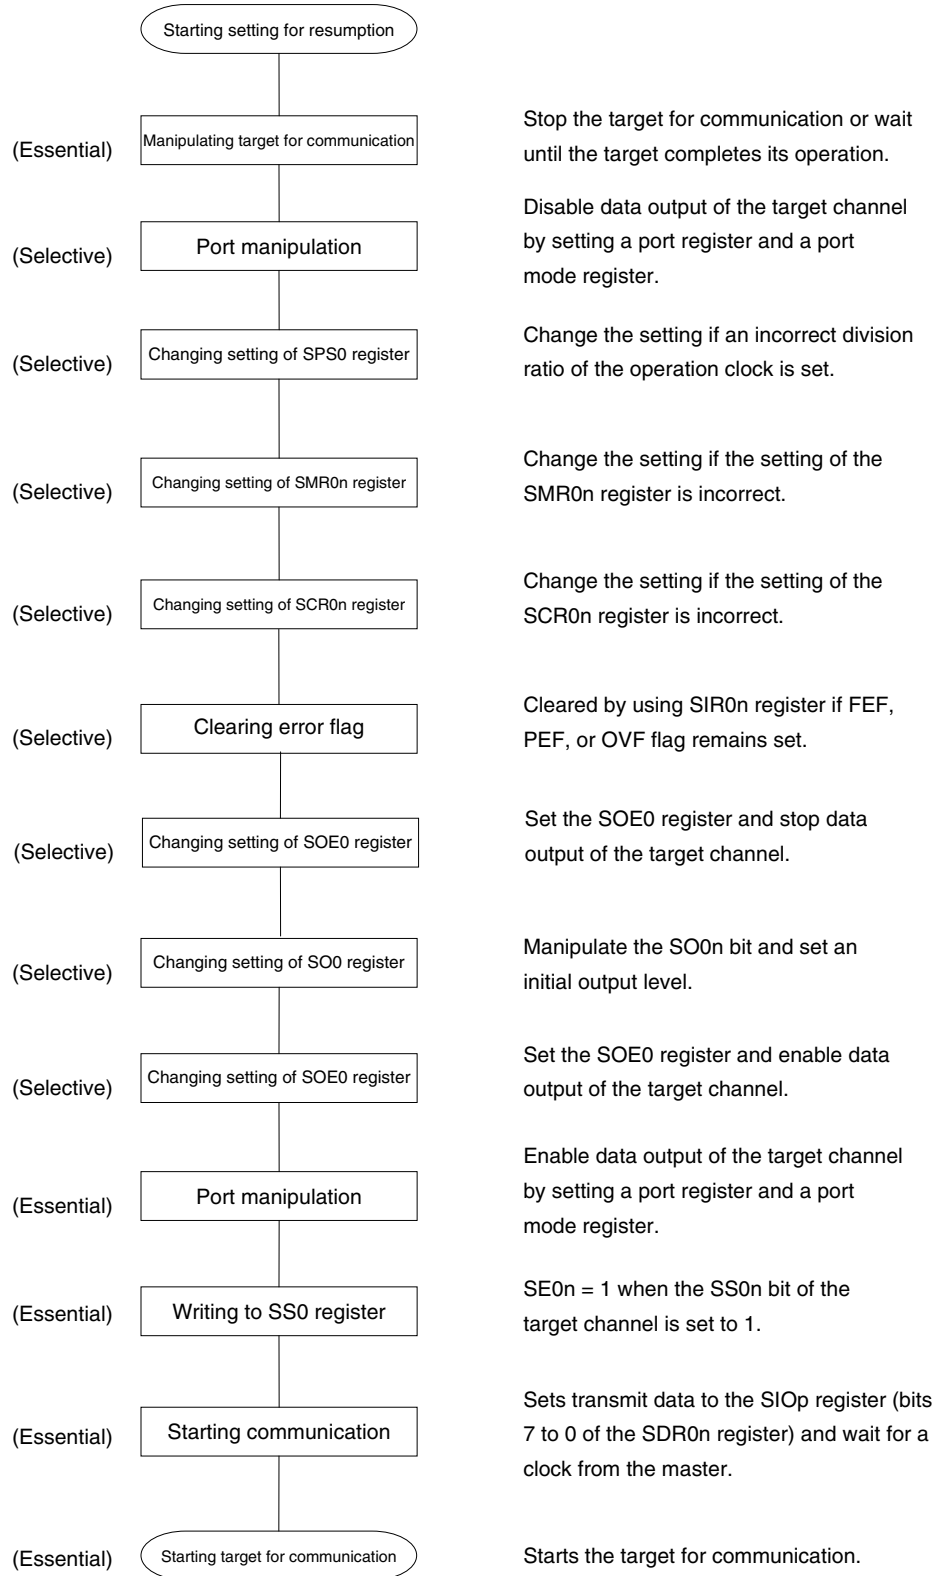 Starting setting for resumption
(Essential)
Manipulating target for communication
Stop the target for communication or wait
until the target completes its operation.
(Selective)
Port manipulation
Disable data output of the target channel
by setting a port register and a port
mode register.
(Selective)
Changing setting of SPS0 register
Change the setting if an incorrect division
ratio of the operation clock is set.
(Selective)
Changing setting of SMR0n register
Change the setting if the setting of the
SMR0n register is incorrect.
(Selective)
Changing setting of SCR0n register
Change the setting if the setting of the
SCR0n register is incorrect.
(Selective)
Clearing error flag
Cleared by using SIR0n register if FEF,
PEF, or OVF flag remains set.
(Selective)
Changing setting of SOE0 register
Set the SOE0 register and stop data
output of the target channel.
(Selective)
Changing setting of SO0 register
Manipulate the SO0n bit and set an
initial output level.
(Selective)
Changing setting of SOE0 register
Set the SOE0 register and enable data
output of the target channel.
(Essential)
Port manipulation
Enable data output of the target channel
by setting a port register and a port
mode register.
(Essential)
Writing to SS0 register
SE0n = 1 when the SS0n bit of the
target channel is set to 1.
(Essential)
Starting communication
Sets transmit data to the SIOp register (bits
7 to 0 of the SDR0n register) and wait for a
clock from the master.
(Essential)
Starting target for communication
Starts the target for communication.